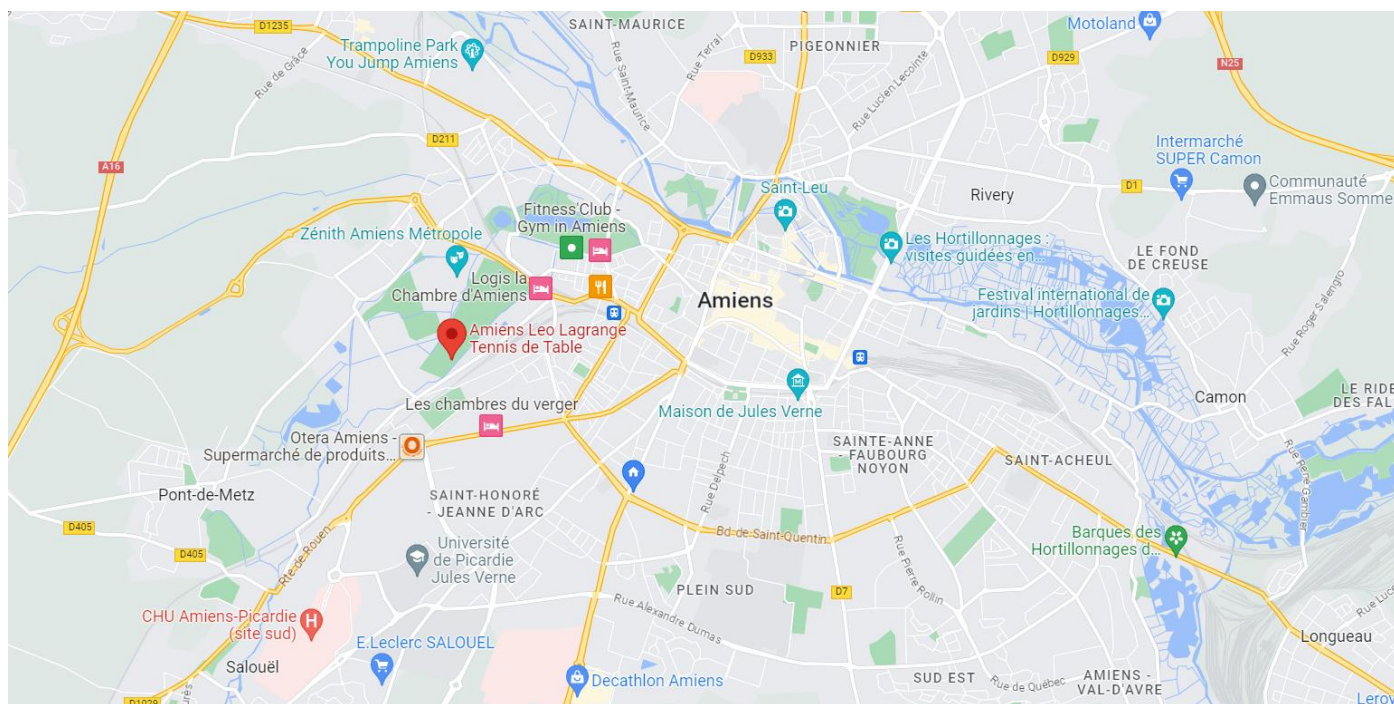 D1235
SAINT-MAURICE
Motoland
Trampoline Park
You Jump Amiens
PIGEONNIER
D933
D929
N25
Rue de Grâce
Rue Saint-Maurice
Rue Terral
Rue Lucien Lecointe
D211
A16
Intermarché
SUPER Camon
D1
Communauté
Emmaus Somme
Rivery
Saint-Leu
Fitness'Club -
Gym in Amiens
Zénith Amiens Métropole
Les Hortillonnages :
visites guidées en...
LE FOND
DE CREUSE
Logis la
Chambre d'Amiens
Amiens
Festival international de
jardins | Hortillonnages...
Rue Roger Salengro
Amiens Leo Lagrange
Tennis de Table
Les chambres du verger
Maison de Jules Verne
Camon
LE RIDE
DES FAL
Otera Amiens -
Supermarché de produits...
SAINTE-ANNE
- FAUBOURG
NOYON
SAINT-ACHEUL
Rue René Gambier
Rue Delpech
Pont-de-Metz
SAINT-HONORÉ
- JEANNE D'ARC
D405
D405
Bd de Saint-Quentin
Barques des
Hortillonnages d...
Rte de Rouen
Université
de Picardie
Jules Verne
Rue Pierre Rollin
PLEIN SUD
D7
Rue Alexandre Dumas
CHU Amiens-Picardie
(site sud)
H
E.Leclerc SALOUEL
Longueau
Salouël
Decathlon Amiens
SUD EST
Rue de Québec
AMIENS -
VAL-D'AVRE
D1029
Leroy